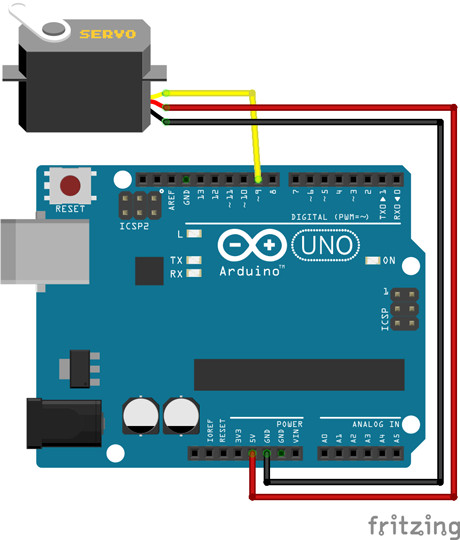 SERVO
RESET
ICSP2
AREF
GND
13
12
~11
~10
~9
8
7
~6
~5
4
~3
2
TX0▶1
RX0◀0
DIGITAL (PWM=~)
L
TX
RX
UNO
Arduino™
ON
1
ICSP
IOREF
RESET
3V3
5V
GND
GND
VIN
POWER
A0
A1
A2
A3
A4
A5
ANALOG IN
fritzing